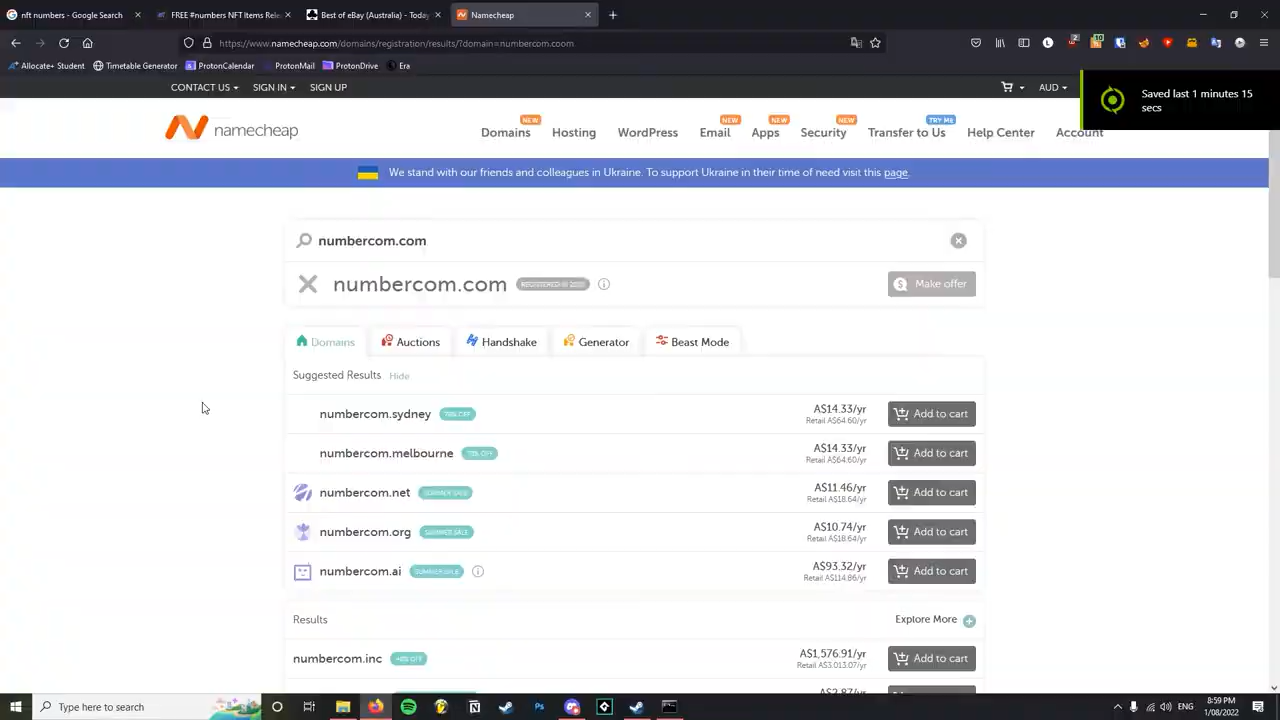 nft numbers - Google Search
FREE #numbers NFT Items Rele
Best of eBay (Australia) - Today
Namecheap
https://www.namecheap.com/domains/registration/results/?domain=numbercom.com
Allocate+ Student
Timetable Generator
ProtonCalendar
ProtonMail
ProtonDrive
Era
CONTACT US
SIGN IN
SIGN UP
AUD
Saved last 1 minutes 15
secs
namecheap
Domains
NEW
Hosting
WordPress
Email
NEW
Apps
NEW
Security
NEW
Transfer to Us
TRY ME
Help Center
Account
We stand with our friends and colleagues in Ukraine. To support Ukraine in their time of need visit this page.
numbercom.com
numbercom.com
Make offer
Domains
Auctions
Handshake
Generator
Beast Mode
Suggested Results Hide
numbercom.sydney
A$14.33/yr
Retail A$64.60/yr
Add to cart
numbercom.melbourne
A$14.33/yr
Retail A$64.60/yr
Add to cart
numbercom.net SUMMER SALE
A$11.46/yr
Retail A$18.64/yr
Add to cart
numbercom.org SUMMER SALE
A$10.74/yr
Retail A$18.64/yr
Add to cart
numbercom.ai SUMMER SALE
A$93.32/yr
Retail A$114.86/yr
Add to cart
Results
Explore More
numbercom.inc
A$1,576.91/yr
Retail A$3,013.07/yr
Add to cart
Type here to search
ENG
8:59 PM
1/08/2022